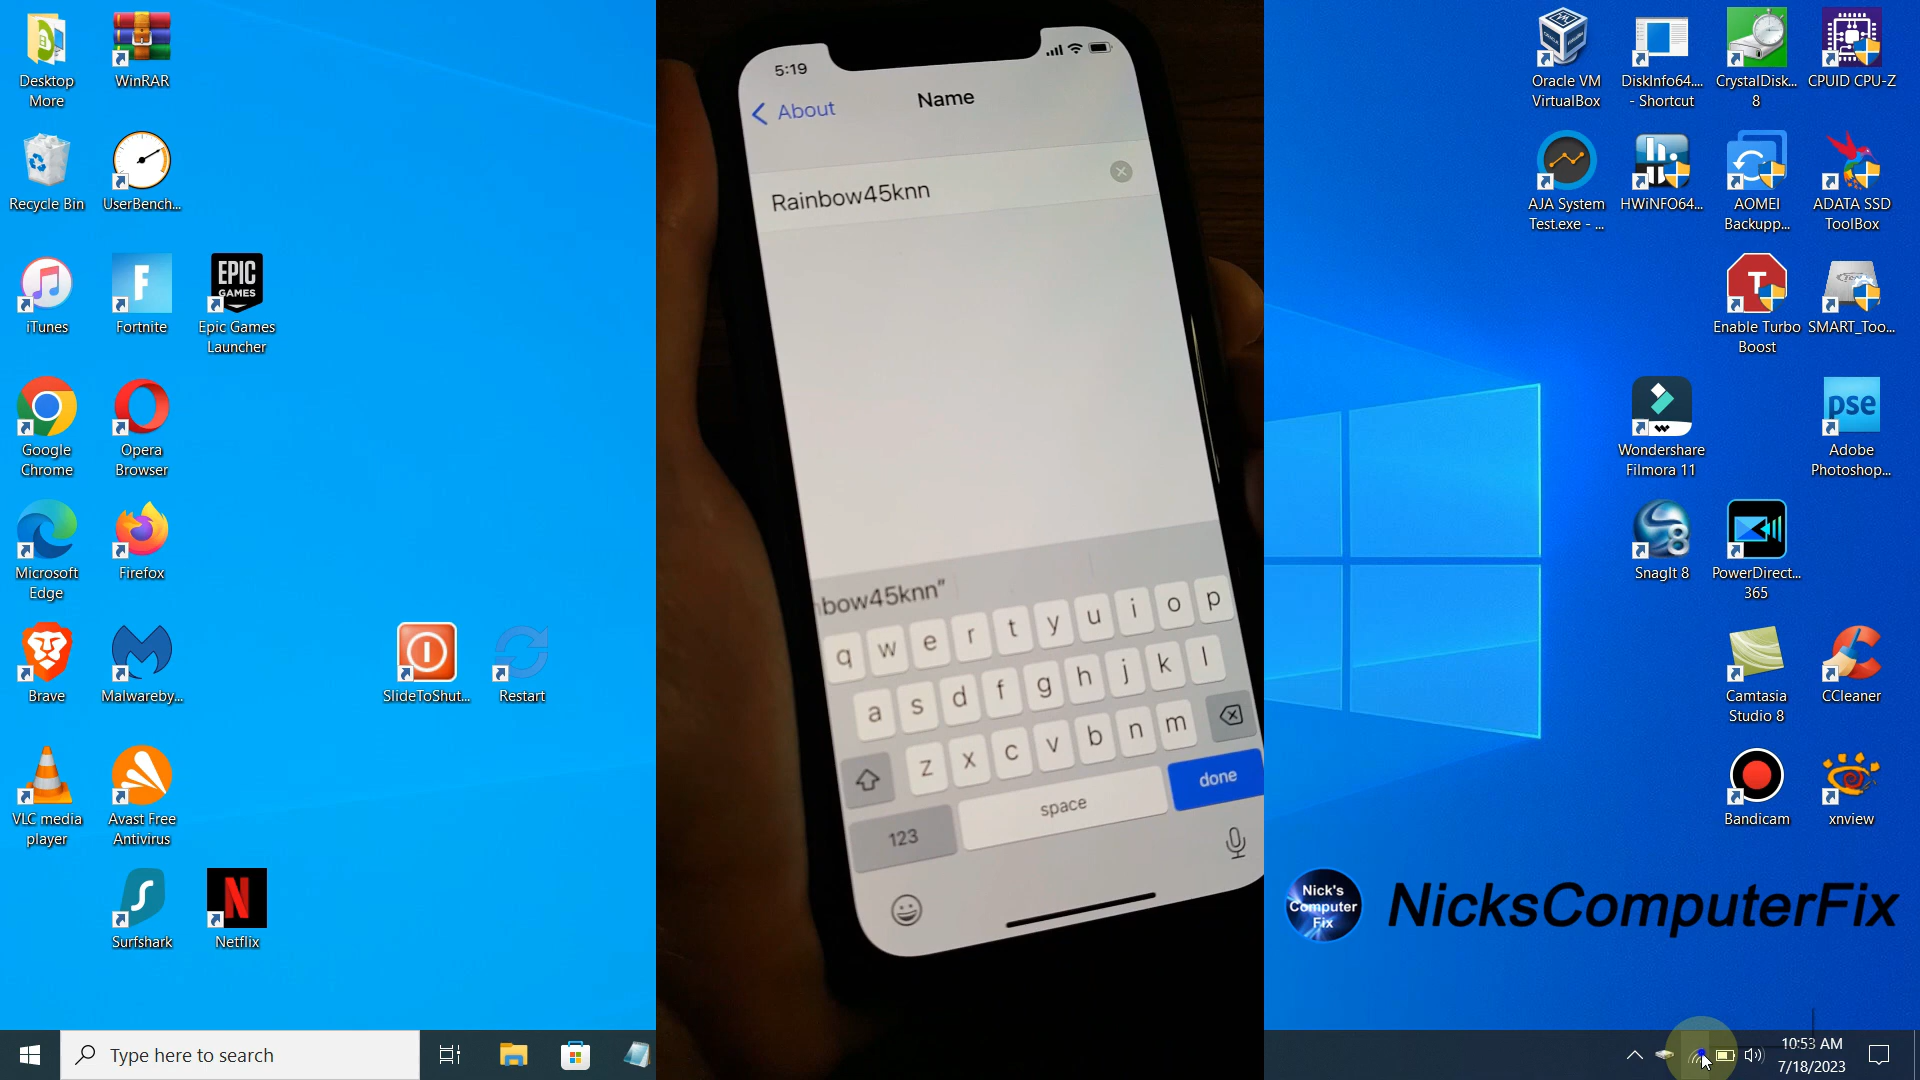 Desktop
More
WinRAR
Recycle Bin
UserBench...
iTunes
Fortnite
EPIC
GAMES
Epic Games
Launcher
Google
Chrome
Opera
Browser
Microsoft
Edge
Firefox
Brave
Malwareby...
SlideToShut...
Restart
VLC media
player
Avast Free
Antivirus
Surfshark
Netflix
Type here to search
5:19
About
Name
Rainbow45knn
bow45knn"
q w e r t y u i o p
a s d f g h j k l
z x c v b n m
123
space
done
Oracle VM
VirtualBox
DiskInfo64....
- Shortcut
CrystalDisk...
8
CPUID CPU-Z
AJA System
Test.exe - ...
HWiNFO64...
AOMEI
Backupp...
ADATA SSD
ToolBox
T
Enable Turbo
Boost
SMART_Too...
Wondershare
Filmora 11
pse
Adobe
Photoshop...
SnagIt 8
PowerDirect...
365
Camtasia
Studio 8
CCleaner
Bandicam
xnview
Nick's
Computer
Fix
NicksComputerFix
10:53 AM
7/18/2023